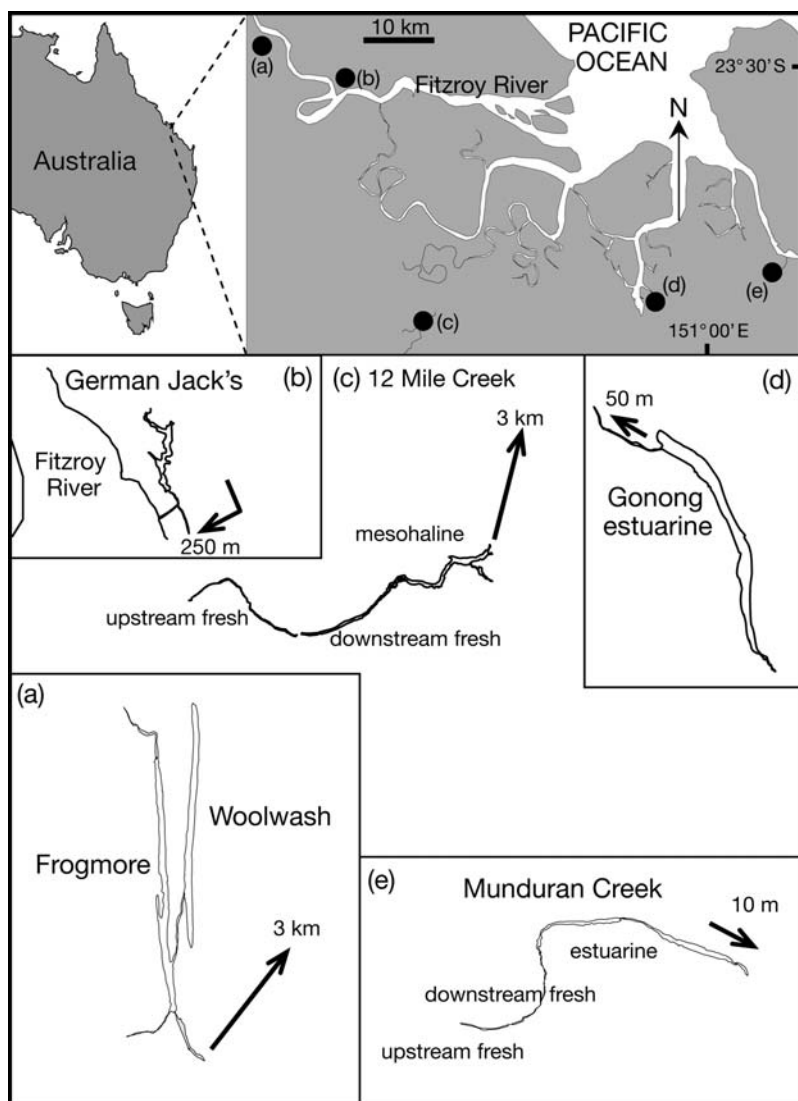 10 km
PACIFIC
OCEAN
23°30'S
(a)
(b)
Fitzroy River
N
Australia
(d)
(e)
(c)
151°00'E
German Jack's
(b)
Fitzroy
River
250 m
(c) 12 Mile Creek
3 km
mesohaline
upstream fresh
downstream fresh
(d)
50 m
Gonong
estuarine
(a)
Woolwash
Frogmore
3 km
(e)
Munduran Creek
10 m
estuarine
downstream fresh
upstream fresh